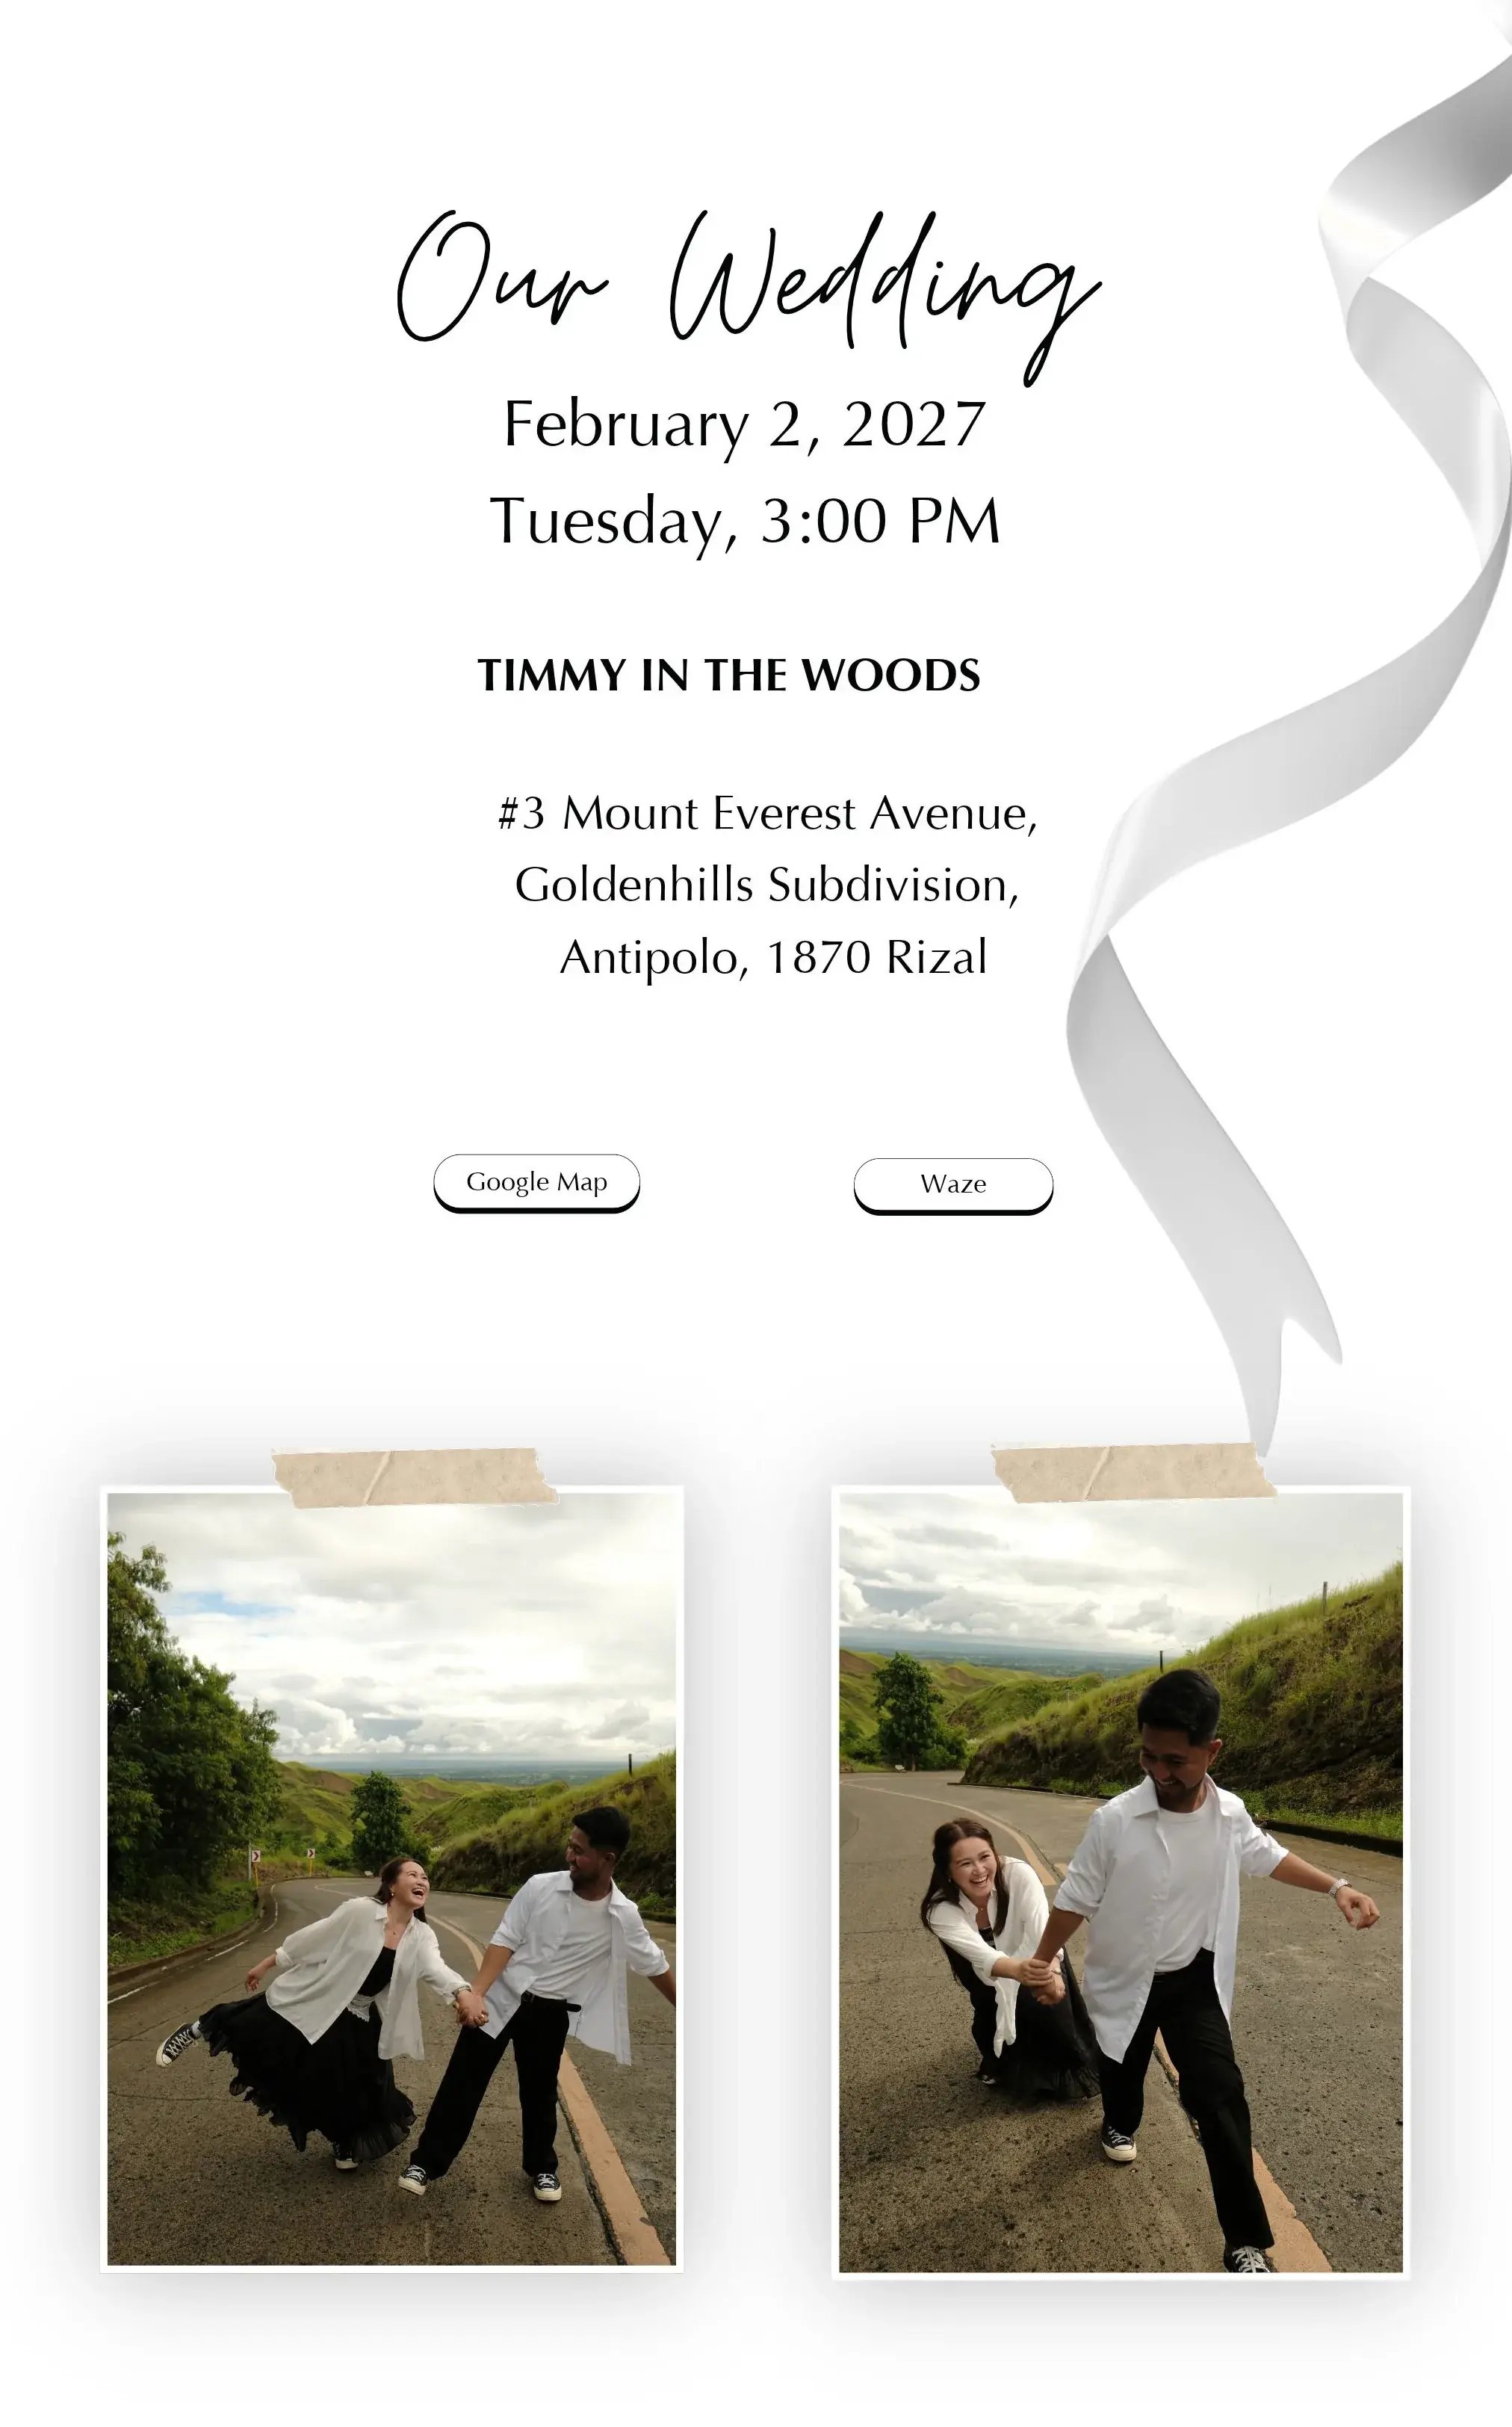 Our Wedding
February 2, 2027
Tuesday, 3:00 PM
TIMMY IN THE WOODS
#3 Mount Everest Avenue,
Goldenhills Subdivision,
Antipolo, 1870 Rizal
Google Map
Waze